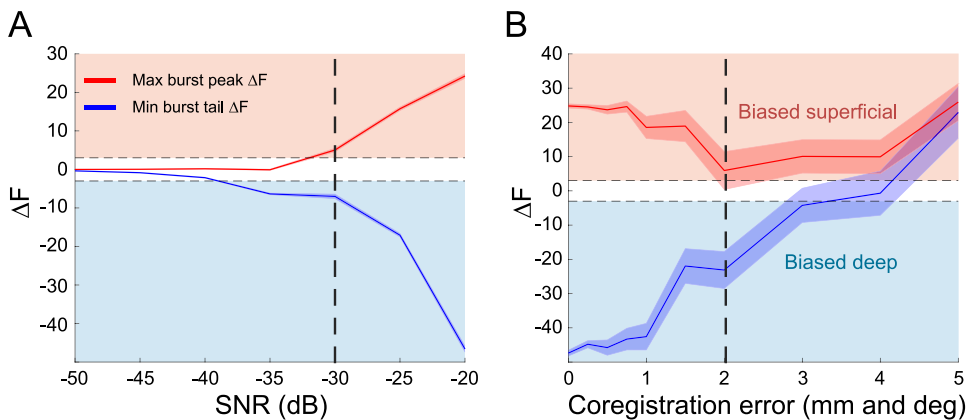 A
30
20
10
0
-10
-20
-30
-40
ΔF
Max burst peak ΔF
Min burst tail ΔF
-50 -45 -40 -35 -30 -25 -20
SNR (dB)
B
40
30
20
10
0
-10
-20
-30
-40
ΔF
Biased superficial
Biased deep
0 1 2 3 4 5
Coregistration error (mm and deg)